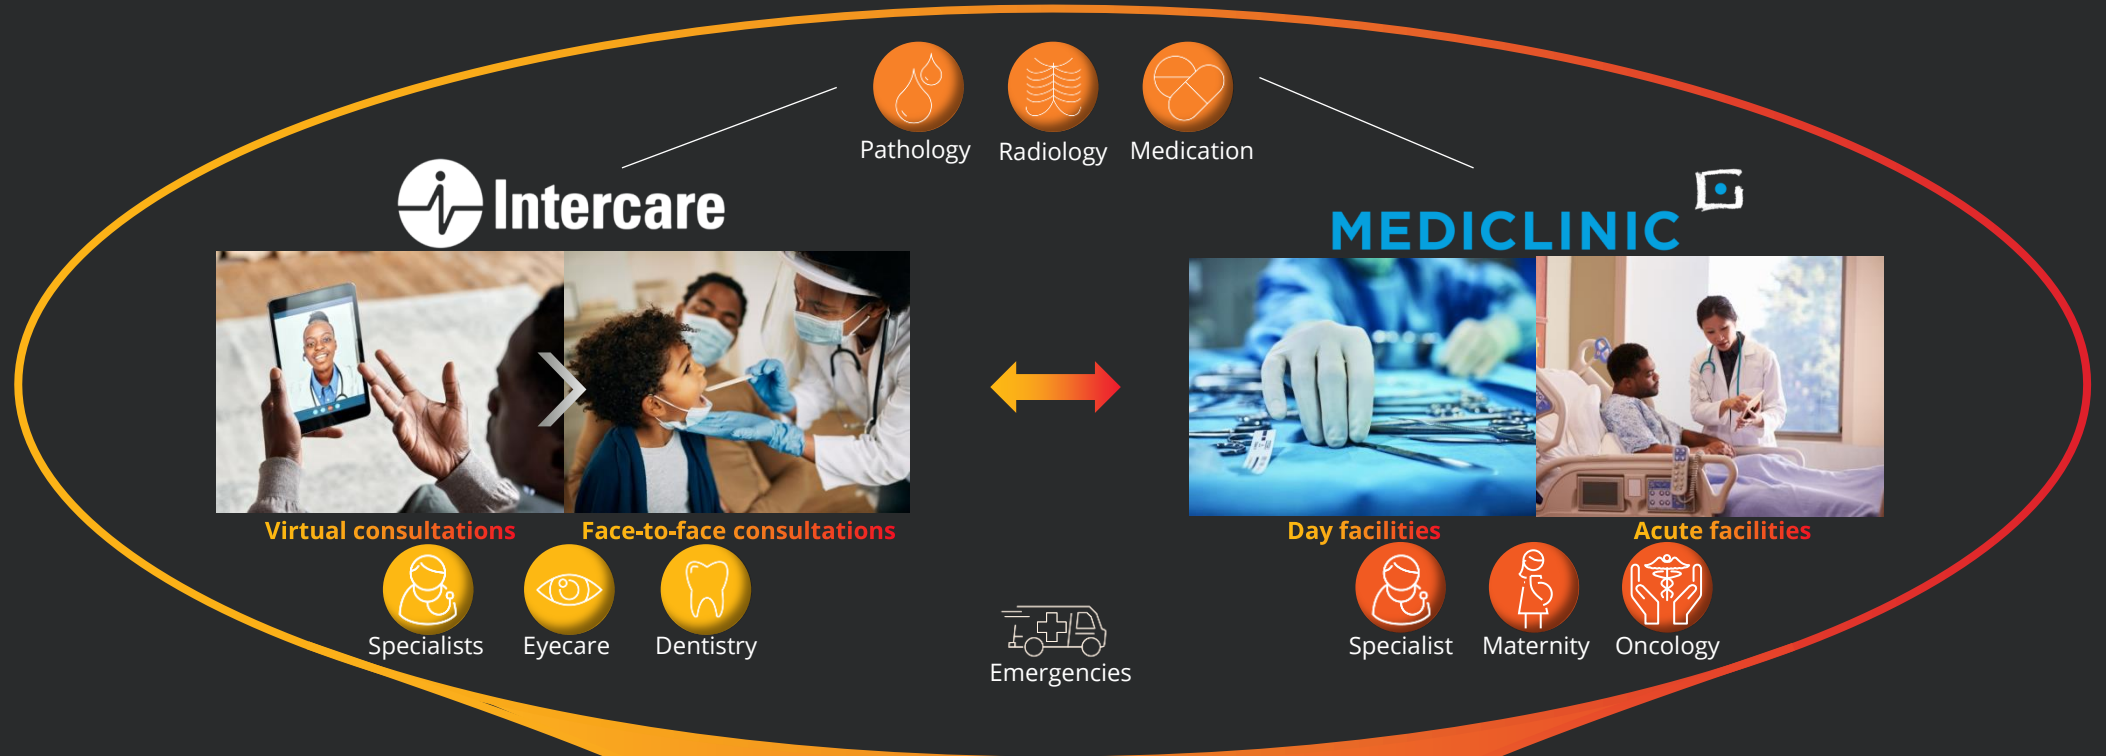 Pathology
Radiology
Medication
Intercare
MEDICLINIC
Virtual consultations
Face-to-face consultations
Day facilities
Acute facilities
Specialists
Eyecare
Dentistry
Emergencies
Specialist
Maternity
Oncology